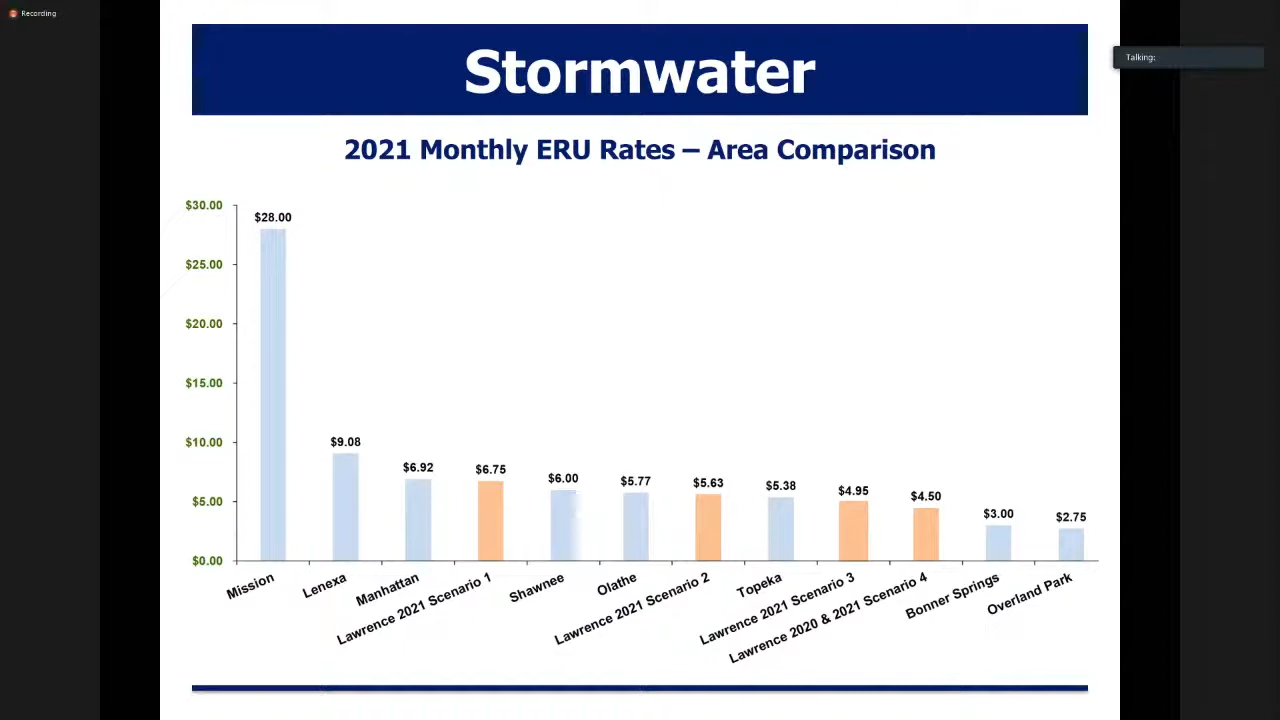 Recording
Talking:
Stormwater
2021 Monthly ERU Rates – Area Comparison
$30.00
$25.00
$20.00
$15.00
$10.00
$5.00
$0.00
$28.00
$9.08
$6.92
$6.75
$6.00
$5.77
$5.63
$5.38
$4.95
$4.50
$3.00
$2.75
Mission
Lenexa
Manhattan
Lawrence 2021 Scenario 1
Shawnee
Olathe
Lawrence 2021 Scenario 2
Topeka
Lawrence 2021 Scenario 3
Lawrence 2020 & 2021 Scenario 4
Bonner Springs
Overland Park